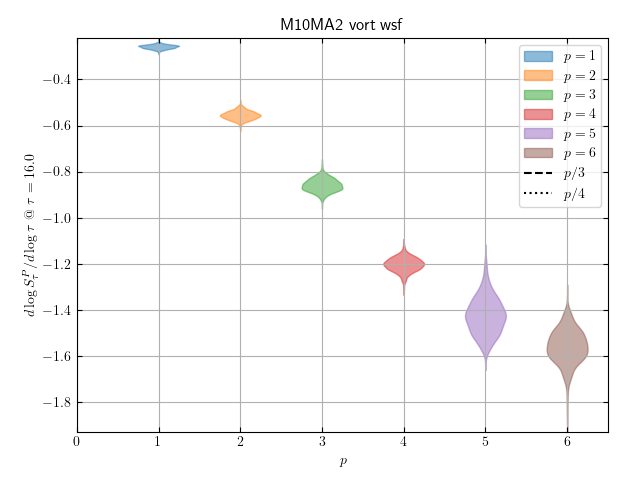 M10MA2 vort wsf
d log S_τ^P / d log τ @ τ = 16.0
−0.4
−0.6
−0.8
−1.0
−1.2
−1.4
−1.6
−1.8
0 1 2 3 4 5 6
p
p = 1
p = 2
p = 3
p = 4
p = 5
p = 6
p/3
p/4